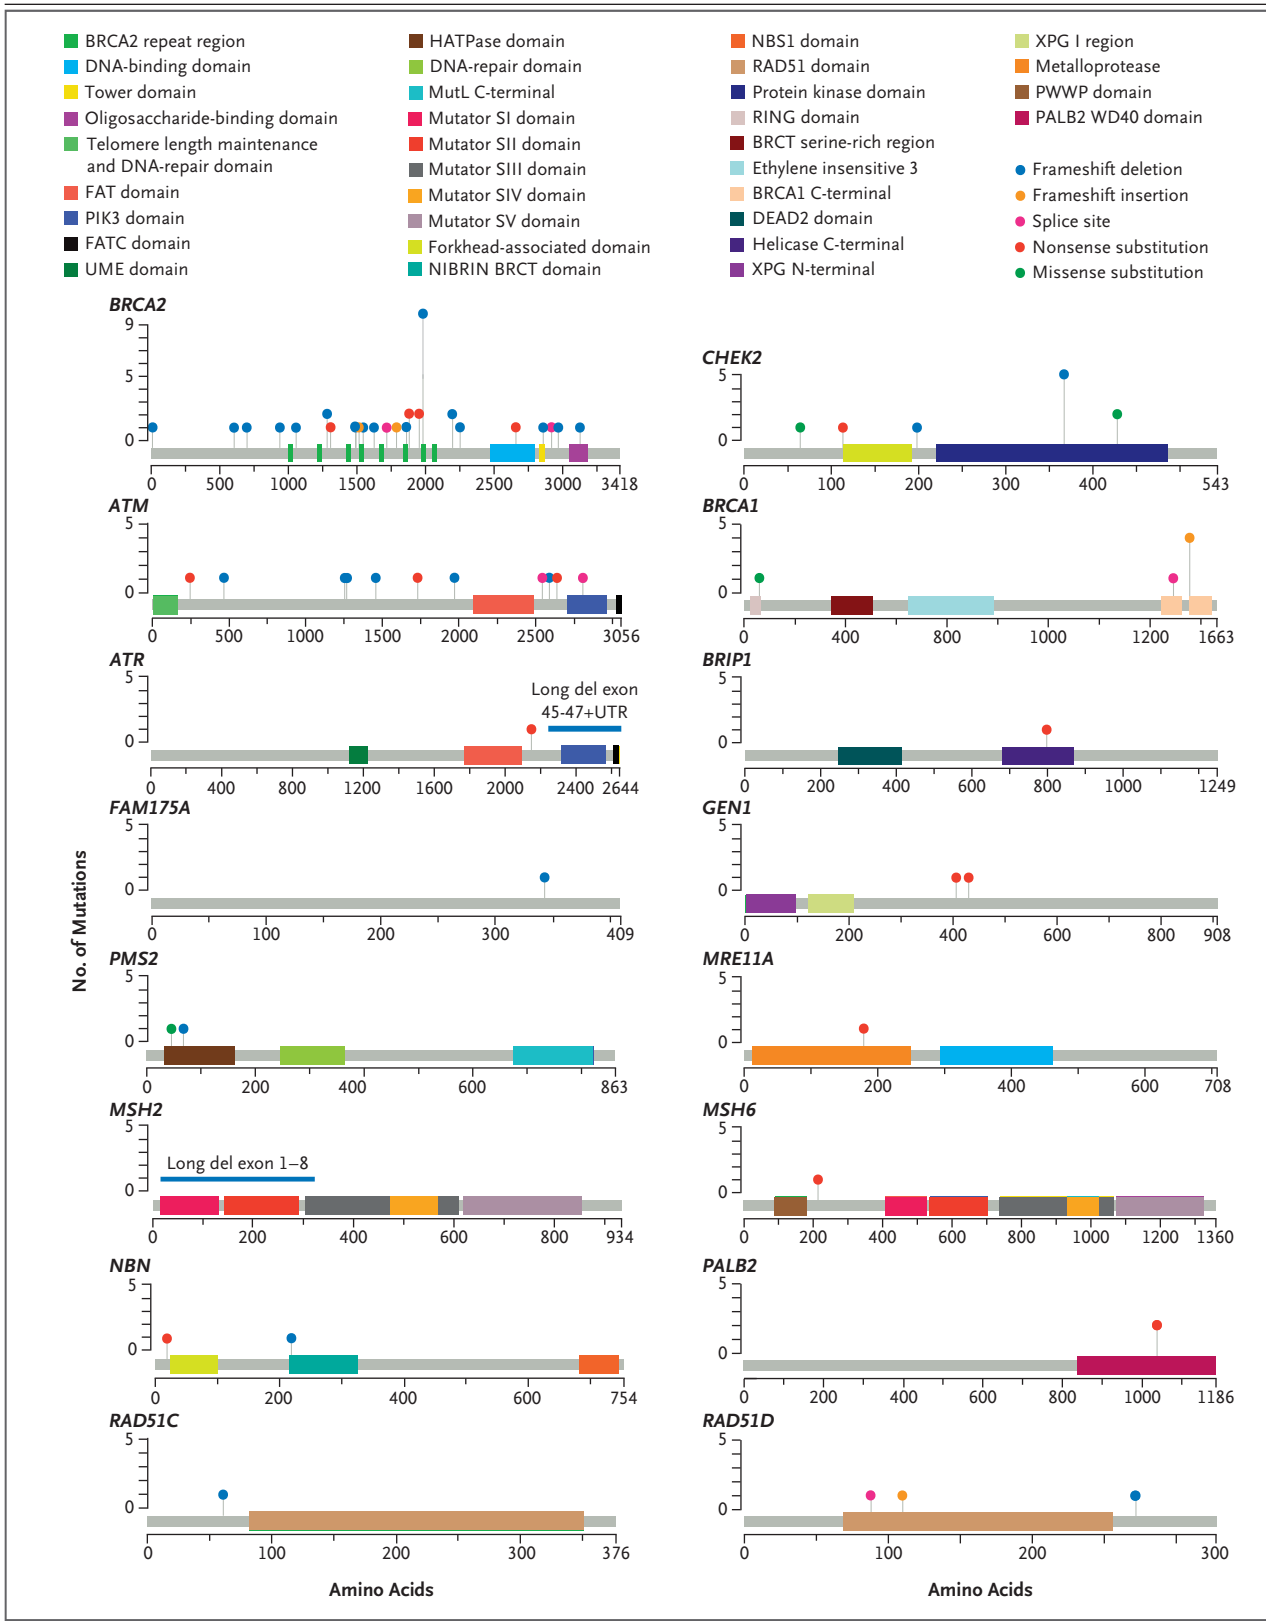 BRCA2 repeat region
DNA-binding domain
Tower domain
Oligosaccharide-binding domain
Telomere length maintenance
and DNA-repair domain
FAT domain
PIK3 domain
FATC domain
UME domain
HATPase domain
DNA-repair domain
MutL C-terminal
Mutator SI domain
Mutator SII domain
Mutator SIII domain
Mutator SIV domain
Mutator SV domain
Forkhead-associated domain
NIBRIN BRCT domain
NBS1 domain
RAD51 domain
Protein kinase domain
RING domain
BRCT serine-rich region
Ethylene insensitive 3
BRCA1 C-terminal
DEAD2 domain
Helicase C-terminal
XPG N-terminal
XPG I region
Metalloprotease
PWWP domain
PALB2 WD40 domain
Frameshift deletion
Frameshift insertion
Splice site
Nonsense substitution
Missense substitution
No. of Mutations
BRCA2
9
5
0
0 500 1000 1500 2000 2500 3000 3418
CHEK2
5
0
0 100 200 300 400 543
ATM
5
0
0 500 1000 1500 2000 2500 3056
BRCA1
5
0
0 400 800 1000 1200 1663
ATR
5
0
Long del exon
45-47+UTR
0 400 800 1200 1600 2000 2400 2644
BRIP1
5
0
0 200 400 600 800 1000 1249
FAM175A
5
0
0 100 200 300 409
GEN1
5
0
0 200 400 600 800 908
PMS2
5
0
0 200 400 600 863
MRE11A
5
0
0 200 400 600 708
MSH2
5
0
Long del exon 1–8
0 200 400 600 800 934
MSH6
5
0
0 200 400 600 800 1000 1200 1360
NBN
5
0
0 200 400 600 754
PALB2
5
0
0 200 400 600 800 1000 1186
RAD51C
5
0
0 100 200 300 376
RAD51D
5
0
0 100 200 300
Amino Acids
Amino Acids